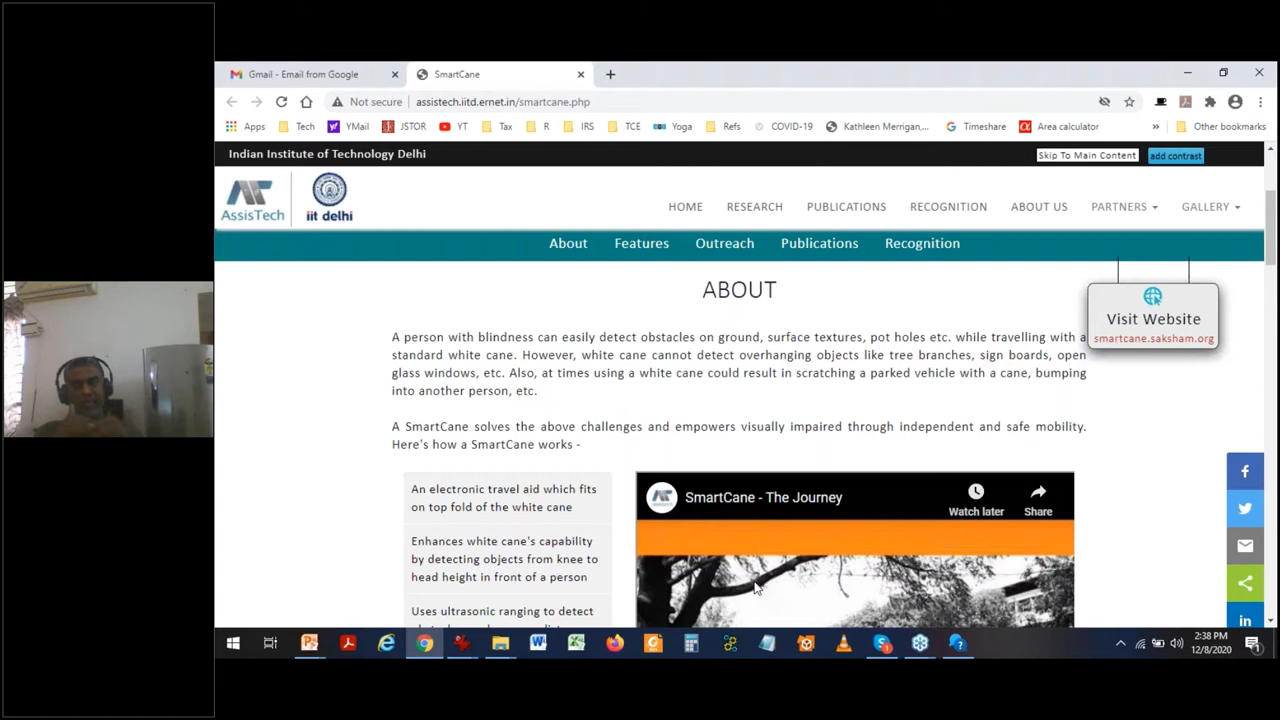 Gmail - Email from Google
SmartCane
Not secure
assistech.iitd.ernet.in/smartcane.php
Apps Tech YMail JSTOR YT Tax R IRS TCE Yoga Refs COVID-19 Kathleen Merrigan,... Timeshare Area calculator » Other bookmarks
Indian Institute of Technology Delhi
Skip To Main Content
add contrast
AssisTech
iit delhi
HOME RESEARCH PUBLICATIONS RECOGNITION ABOUT US PARTNERS GALLERY
About Features Outreach Publications Recognition
ABOUT
Visit Website
smartcane.saksham.org
A person with blindness can easily detect obstacles on ground, surface textures, pot holes etc. while travelling with a
standard white cane. However, white cane cannot detect overhanging objects like tree branches, sign boards, open
glass windows, etc. Also, at times using a white cane could result in scratching a parked vehicle with a cane, bumping
into another person, etc.
A SmartCane solves the above challenges and empowers visually impaired through independent and safe mobility.
Here's how a SmartCane works -
An electronic travel aid which fits
on top fold of the white cane
Enhances white cane's capability
by detecting objects from knee to
head height in front of a person
Uses ultrasonic ranging to detect
SmartCane - The Journey
Watch later
Share
2:38 PM
12/8/2020